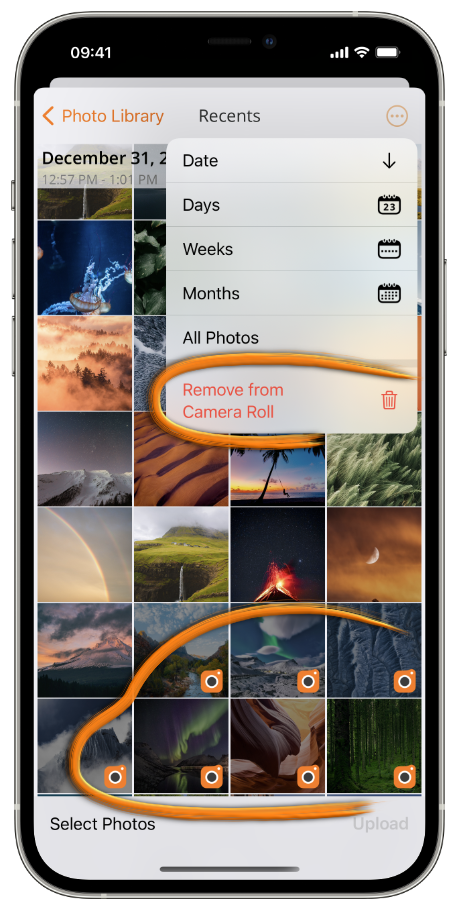 09:41
Photo Library
Recents
December 31, 2
12:57 PM - 1:01 PM
Date
Days
23
Weeks
Months
All Photos
Remove from
Camera Roll
Select Photos
Upload